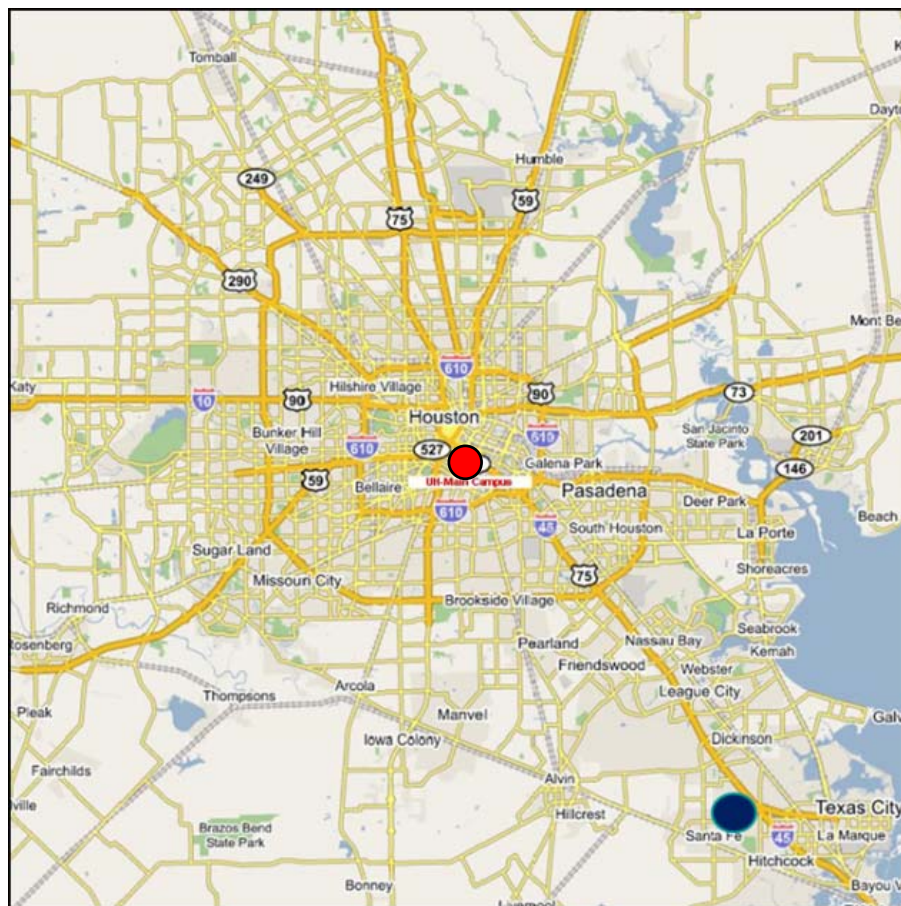 Tomball
Dayto
Humble
249
59
75
290
Mont Be
610
Katy
Hilshire Village
90
73
10
90
Houston
San Jacinto
State Park
201
Bunker Hill
Village
610
527
610
Galena Park
146
59
Bellaire
UH-Main Campus
Pasadena
Deer Park
610
45
South Houston
La Porte
Beach
Sugar Land
Shoreacres
Missouri City
75
Richmond
Brookside Village
Seabrook
Rosenberg
Pearland
Nassau Bay
Kemah
Friendswood
Webster
Thompsons
Arcola
League City
Pleak
Manvel
Galv
Iowa Colony
Dickinson
Fairchilds
Alvin
ville
Hillcrest
Texas City
Brazos Bend
State Park
Santa Fe
45
La Marque
Hitchcock
Bonney
Bayou V
Liverpool